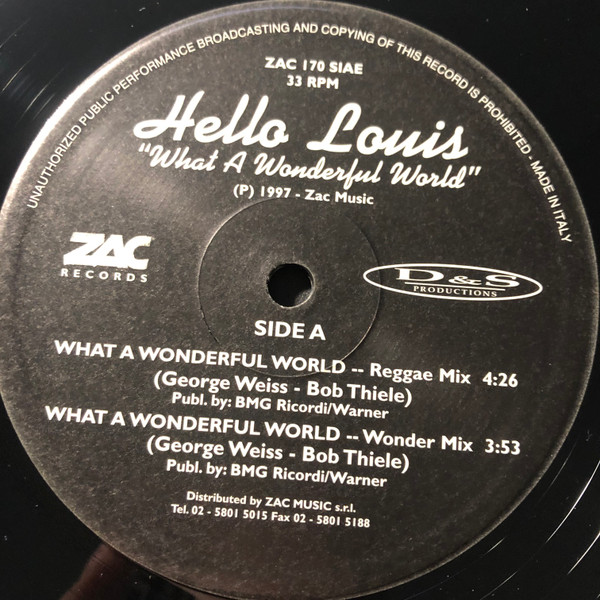 UNAUTHORIZED PUBLIC PERFORMANCE BROADCASTING AND COPYING OF THIS RECORD IS PROHIBITED - MADE IN ITALY
ZAC 170 SIAE
33 RPM
Hello Louis
"What A Wonderful World"
(P) 1997 - Zac Music
ZAC
RECORDS
D&S
PRODUCTIONS
SIDE A
WHAT A WONDERFUL WORLD -- Reggae Mix 4:26
(George Weiss - Bob Thiele)
Publ. by: BMG Ricordi/Warner
WHAT A WONDERFUL WORLD -- Wonder Mix 3:53
(George Weiss - Bob Thiele)
Publ. by: BMG Ricordi/Warner
Distributed by ZAC MUSIC s.r.l.
Tel. 02 - 5801 5015 Fax 02 - 5801 5188